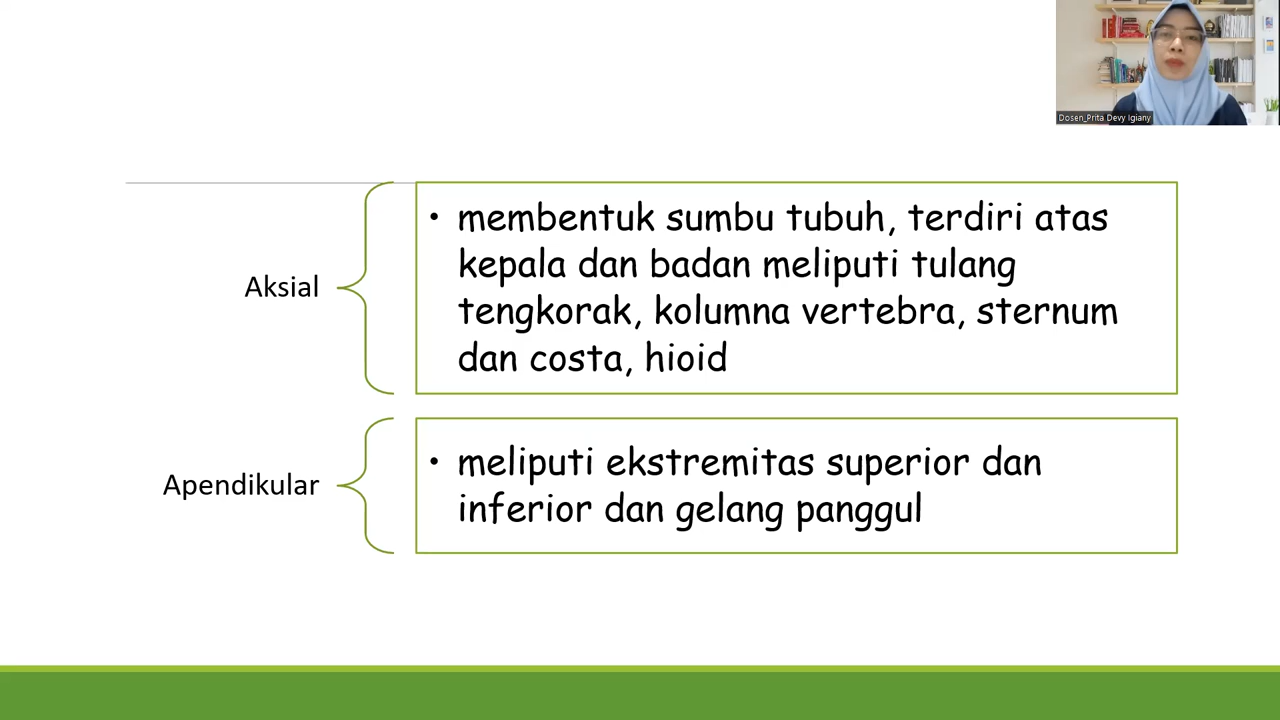 Dosen_Prita Devy Igiany
Aksial
• membentuk sumbu tubuh, terdiri atas
kepala dan badan meliputi tulang
tengkorak, kolumna vertebra, sternum
dan costa, hioid
Apendikular
• meliputi ekstremitas superior dan
inferior dan gelang panggul